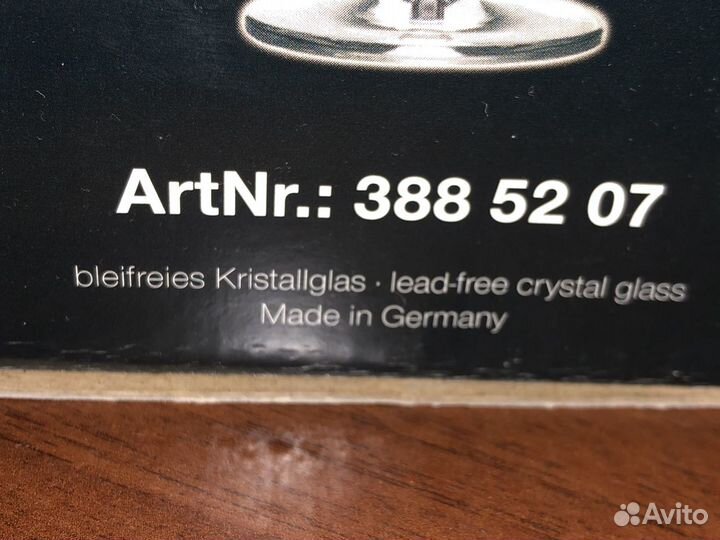 ArtNr.: 388 52 07
bleifreies Kristallglas · lead-free crystal glass
Made in Germany
Avito